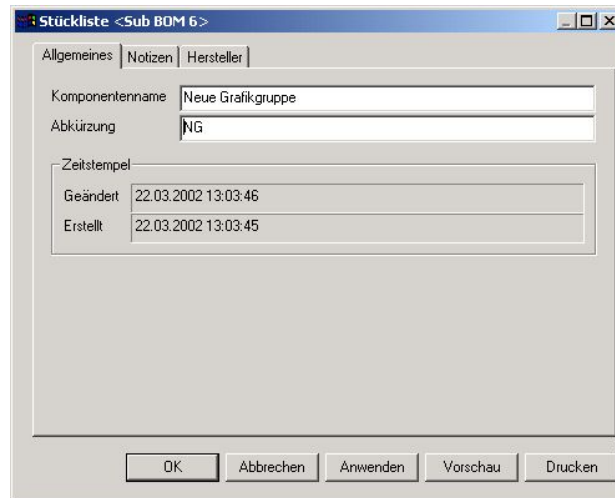 Stückliste <Sub BOM 6>
Allgemeines Notizen Hersteller
Komponentenname Neue Grafikgruppe
Abkürzung NG
Zeitstempel
Geändert 22.03.2002 13:03:46
Erstellt 22.03.2002 13:03:45
OK Abbrechen Anwenden Vorschau Drucken